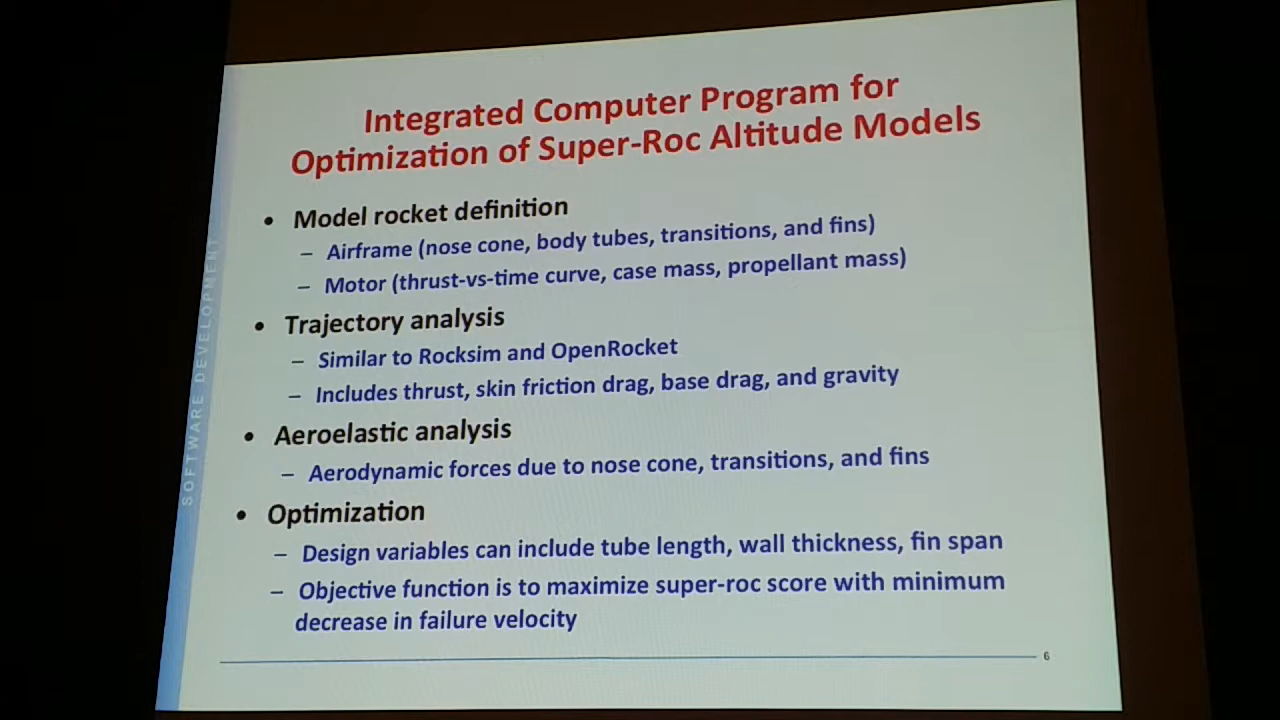 Integrated Computer Program for
Optimization of Super-Roc Altitude Models
• Model rocket definition
– Airframe (nose cone, body tubes, transitions, and fins)
– Motor (thrust-vs-time curve, case mass, propellant mass)
• Trajectory analysis
– Similar to Rocksim and OpenRocket
– Includes thrust, skin friction drag, base drag, and gravity
• Aeroelastic analysis
– Aerodynamic forces due to nose cone, transitions, and fins
• Optimization
– Design variables can include tube length, wall thickness, fin span
– Objective function is to maximize super-roc score with minimum
decrease in failure velocity
6
SOFTWARE DEVELOPMENT